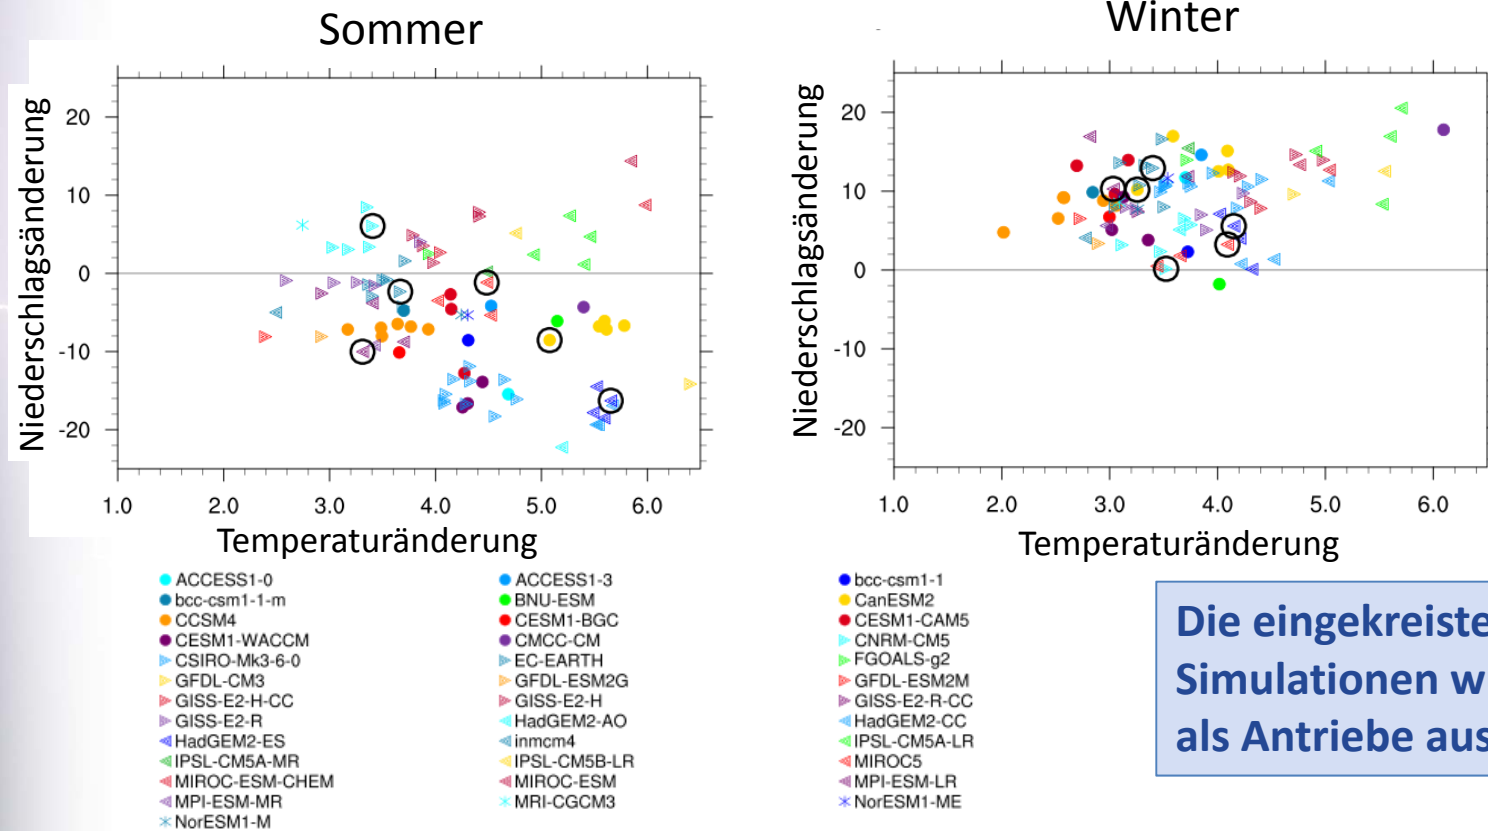 Sommer
Winter
Niederschlagsänderung
20
10
0
-10
-20
1.0 2.0 3.0 4.0 5.0 6.0
Temperaturänderung
Niederschlagsänderung
20
10
0
-10
-20
1.0 2.0 3.0 4.0 5.0 6.0
Temperaturänderung
ACCESS1-0 ACCESS1-3 bcc-csm1-1
bcc-csm1-1-m BNU-ESM CanESM2
CCSM4 CESM1-BGC CESM1-CAM5
CESM1-WACCM CMCC-CM CNRM-CM5
CSIRO-Mk3-6-0 EC-EARTH FGOALS-g2
GFDL-CM3 GFDL-ESM2G GFDL-ESM2M
GISS-E2-H-CC GISS-E2-H GISS-E2-R-CC
GISS-E2-R HadGEM2-AO HadGEM2-CC
HadGEM2-ES inmcm4 IPSL-CM5A-LR
IPSL-CM5A-MR IPSL-CM5B-LR MIROC5
MIROC-ESM-CHEM MIROC-ESM MPI-ESM-LR
MPI-ESM-MR MRI-CGCM3 NorESM1-ME
NorESM1-M
Die eingekreiste
Simulationen w
als Antriebe aus